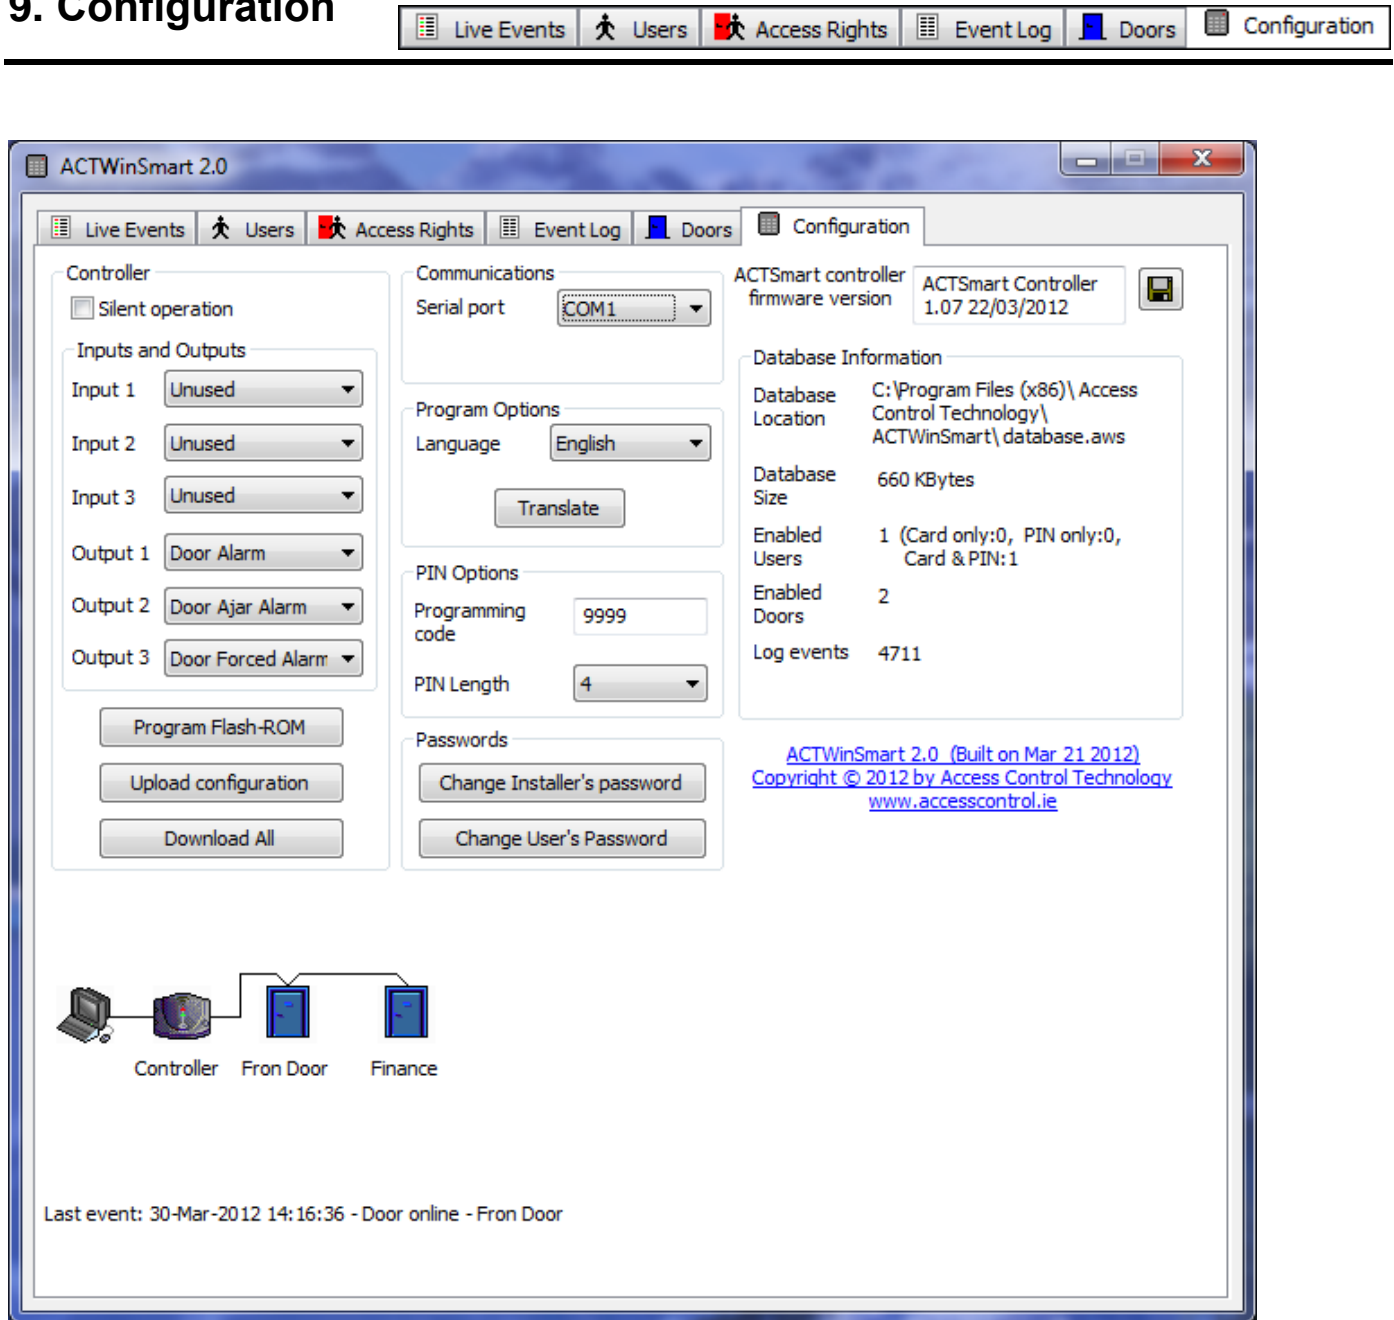 9. Configuration
Live Events Users Access Rights Event Log Doors Configuration
ACTWinSmart 2.0
Live Events Users Access Rights Event Log Doors Configuration
Controller
Silent operation
Inputs and Outputs
Input 1 Unused
Input 2 Unused
Input 3 Unused
Output 1 Door Alarm
Output 2 Door Ajar Alarm
Output 3 Door Forced Alarm
Program Flash-ROM
Upload configuration
Download All
Communications
Serial port COM1
Program Options
Language English
Translate
PIN Options
Programming
code
9999
PIN Length 4
Passwords
Change Installer's password
Change User's Password
ACTSmart controller
firmware version
ACTSmart Controller
1.07 22/03/2012
Database Information
Database
Location
C:\Program Files (x86)\Access
Control Technology\
ACTWinSmart\database.aws
Database
Size
660 KBytes
Enabled
Users
1 (Card only:0, PIN only:0,
Card & PIN:1
Enabled
Doors
2
Log events 4711
ACTWinSmart 2.0 (Built on Mar 21 2012)
Copyright © 2012 by Access Control Technology
www.accesscontrol.ie
Controller Fron Door Finance
Last event: 30-Mar-2012 14:16:36 - Door online - Fron Door